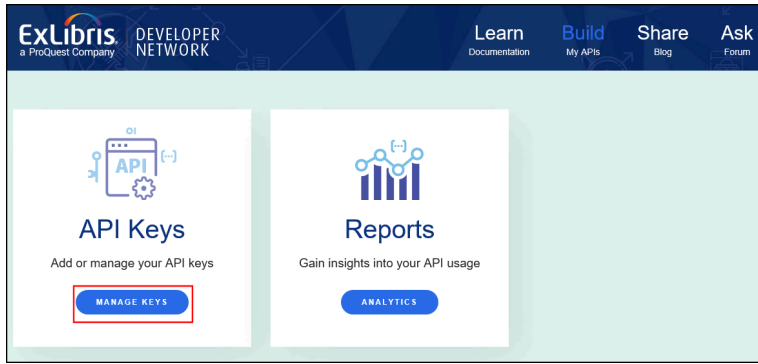 ExLibris
a ProQuest Company
DEVELOPER
NETWORK
Learn
Documentation
Build
My APIs
Share
Blog
Ask
Forum
OI
API
{···}
API Keys
Add or manage your API keys
MANAGE KEYS
{···}
Reports
Gain insights into your API usage
ANALYTICS